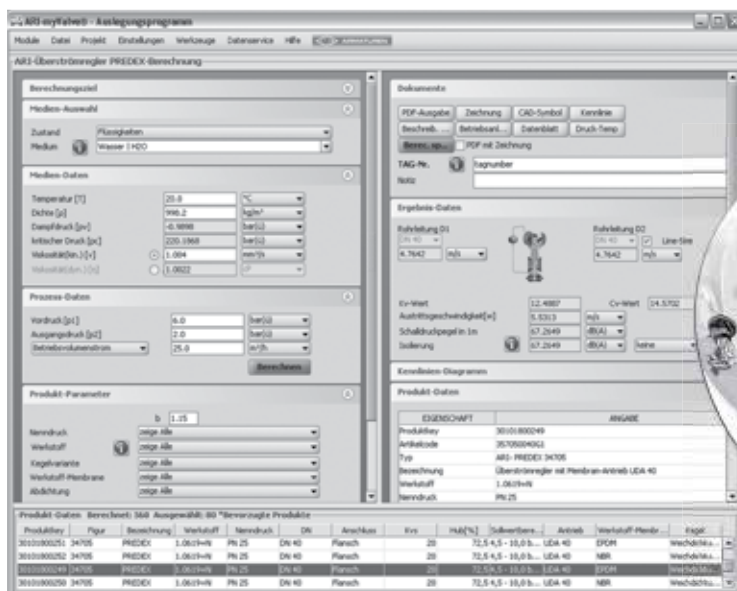 ARI-myValve® - Auslegungsprogramm
Module Datei Projekt Einstellungen Werkzeuge Datenservice Hilfe
ARI-Überströmregler PREDEX-Berechnung
Berechnungsziel
Medien-Auswahl
Zustand Flüssigkeiten
Medium Wasser | H2O
Medien-Daten
Temperatur [T] 20.0 °C
Dichte [ρ] 998.2 kg/m³
Dampfdruck [pv] -0.9898 bar(ü)
kritischer Druck [pc] 220.1968 bar(ü)
Viskosität(kin.) [ν] 1.004 mm²/s
Viskosität(dyn.) 1.0022 cP
Prozess-Daten
Vordruck [p1] 6.0 bar(ü)
Ausgangsdruck [p2] 2.0 bar(ü)
Betriebsvolumenstrom 25.0 m³/h
Berechnen
Produkt-Parameter
b 1.15
Nenndruck zeige Alle
Werkstoff zeige Alle
Kegelvariante zeige Alle
Werkstoff-Membrane zeige Alle
Abdichtung zeige Alle
Dokumente
PDF-Ausgabe Zeichnung CAD-Symbol Kennlinie
Beschreib. ... Betriebsanl... Datenblatt Druck-Temp
Berec. op... PDF mit Zeichnung
TAG-Nr. tagnumber
Notiz
Ergebnis-Daten
Rohrleitung D1 Rohrleitung D2
DN 40 DN 40 Line-Size
4.7642 m/s 4.7642 m/s
Kv-Wert 12.4887 Cv-Wert 14.5702
Austrittsgeschwindigkeit[m] 5.5313 m/s
Schalldruckpegel in 1m 67.2649 dB(A)
Isolierung 67.2649 dB(A) keine
Kennlinien-Diagramm
Produkt-Daten
EIGENSCHAFT ANGABE
Produktkey 30101800249
Artikelcode
Typ ARI- PREDEX 34705
Bezeichnung Überströmregler mit Membran-Antrieb UDA 40
Werkstoff 1.0619+N
Nenndruck PN 25
Produkt-Daten Berechnet: 360 Ausgewählt: 80 *Bevorzugte Produkte
Produktkey Figur Bezeichnung Werkstoff Nenndruck DN Anschluss Kvs Hub[%] Sollwertbere... Antrieb Werkstoff-Membr... Kegel
30101800251 34705 PREDEX 1.0619+N PN 25 DN 40 Flansch 20 72,5 4,5 - 10,0 b... UDA 40 EPDM Weichdichtu...
30101800252 34705 PREDEX 1.0619+N PN 25 DN 40 Flansch 20 72,5 4,5 - 10,0 b... UDA 40 NBR Weichdichtu...
30101800249 34705 PREDEX 1.0619+N PN 25 DN 40 Flansch 20 72,5 4,5 - 10,0 b... UDA 40 EPDM Weichdichtu...
30101800250 34705 PREDEX 1.0619+N PN 25 DN 40 Flansch 20 72,5 4,5 - 10,0 b... UDA 40 NBR Weichdichtu...